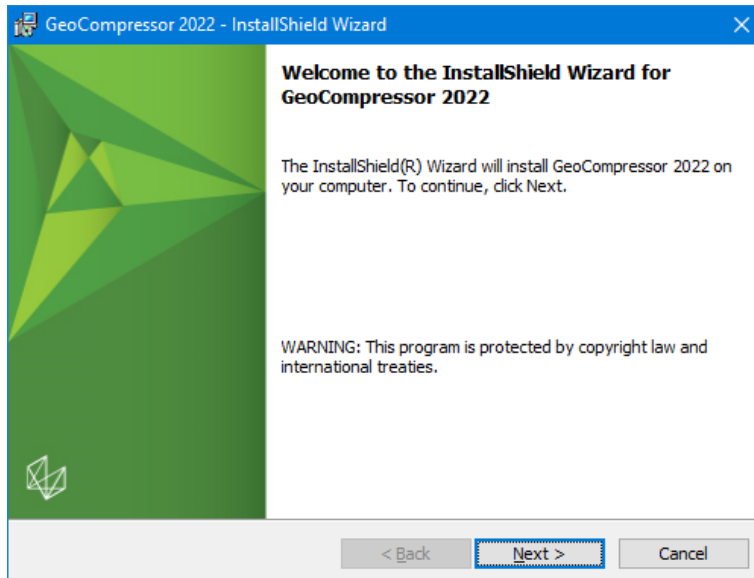 GeoCompressor 2022 - InstallShield Wizard
Welcome to the InstallShield Wizard for
GeoCompressor 2022
The InstallShield(R) Wizard will install GeoCompressor 2022 on
your computer. To continue, click Next.
WARNING: This program is protected by copyright law and
international treaties.
< Back Next > Cancel